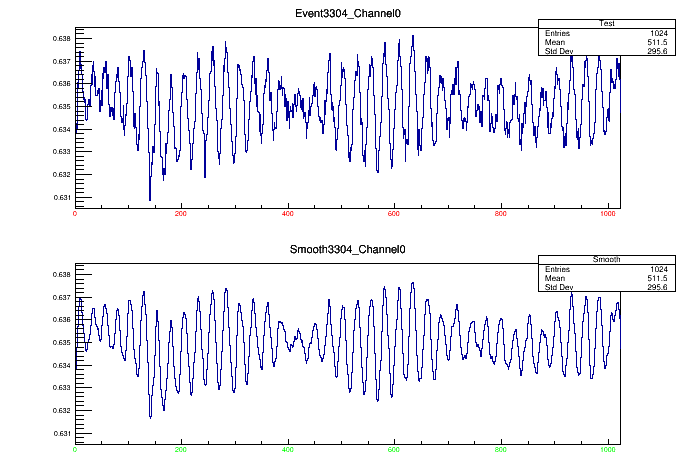 Event3304_Channel0
Test
Entries 1024
Mean 511.5
Std Dev 295.6
0.638
0.637
0.636
0.635
0.634
0.633
0.632
0.631
0 200 400 600 800 1000
Smooth3304_Channel0
Smooth
Entries 1024
Mean 511.5
Std Dev 295.6
0.638
0.637
0.636
0.635
0.634
0.633
0.632
0.631
0 200 400 600 800 1000